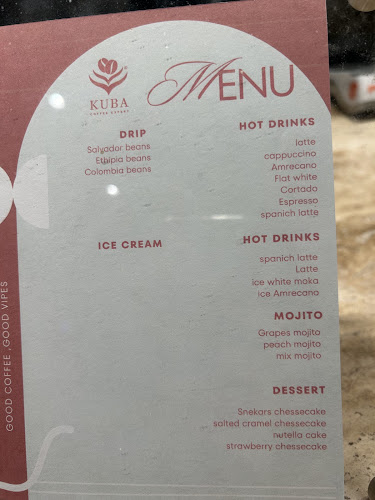 KUBA
COFFEE EATERY
MENU
DRIP
Salvador beans
Ethipia beans
Colombia beans
ICE CREAM
HOT DRINKS
latte
cappuccino
Amrecano
Flat white
Cortado
Espresso
spanich latte
HOT DRINKS
spanich latte
Latte
ice white moka
ice Amrecano
MOJITO
Grapes mojito
peach mojito
mix mojito
DESSERT
Snekars chessecake
salted cramel chessecake
nutella cake
strawberry chessecake
GOOD COFFEE ,GOOD VIPES